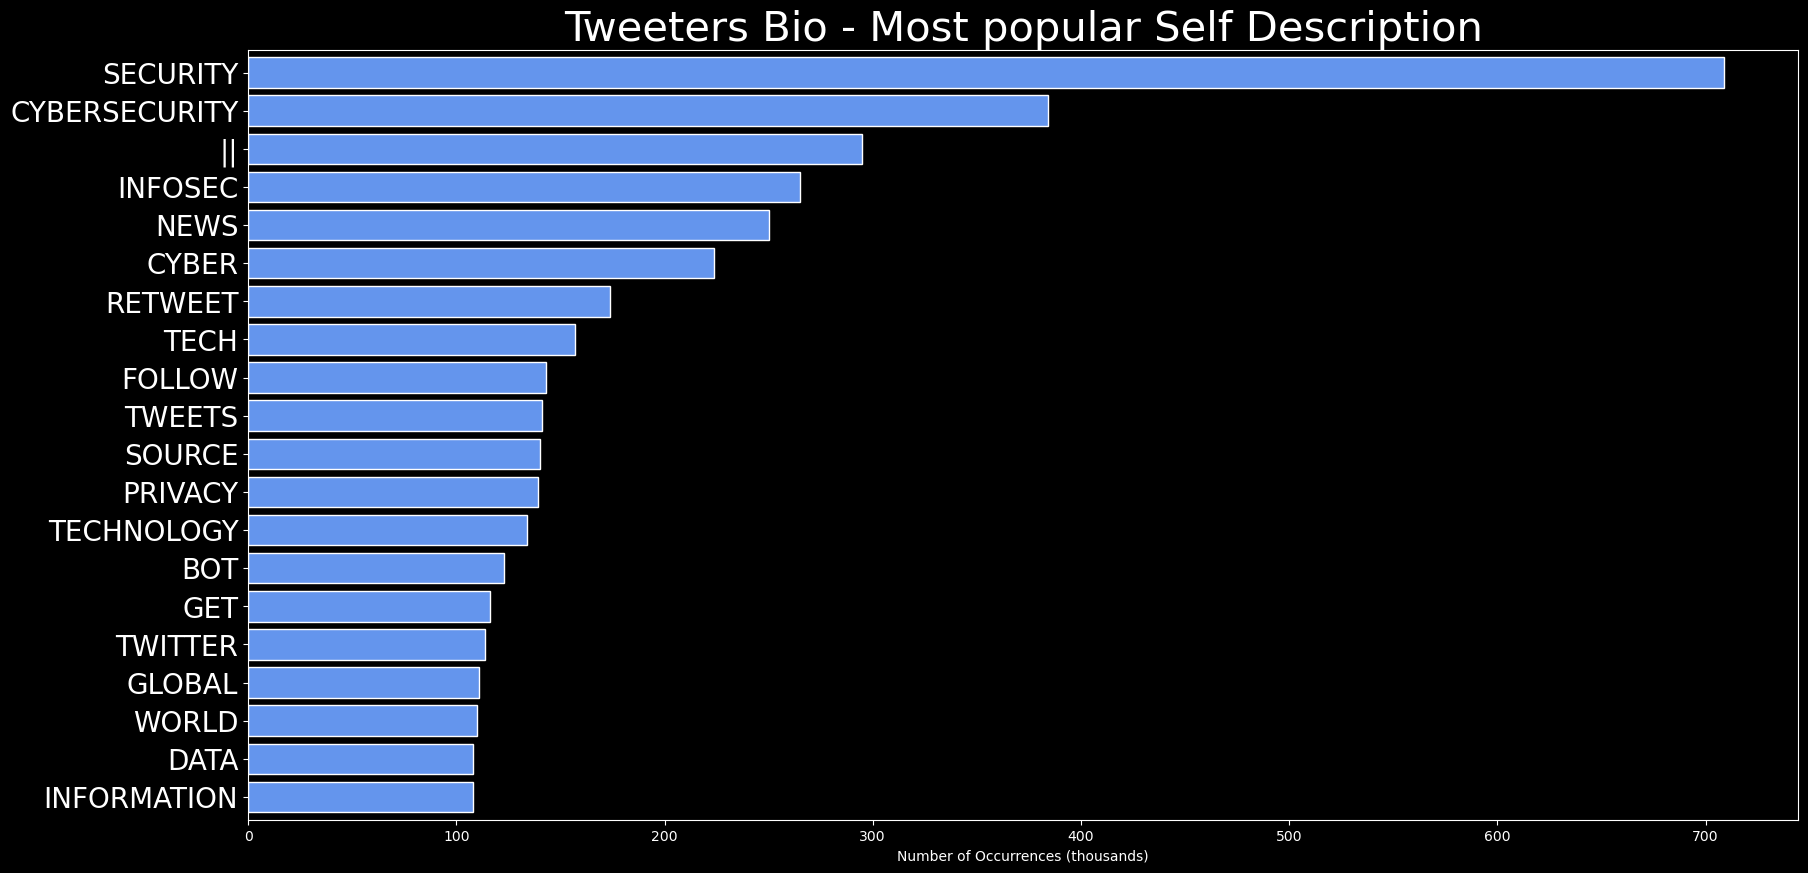 Tweeters Bio - Most popular Self Description
SECURITY
CYBERSECURITY
||
INFOSEC
NEWS
CYBER
RETWEET
TECH
FOLLOW
TWEETS
SOURCE
PRIVACY
TECHNOLOGY
BOT
GET
TWITTER
GLOBAL
WORLD
DATA
INFORMATION
0 100 200 300 400 500 600 700
Number of Occurrences (thousands)